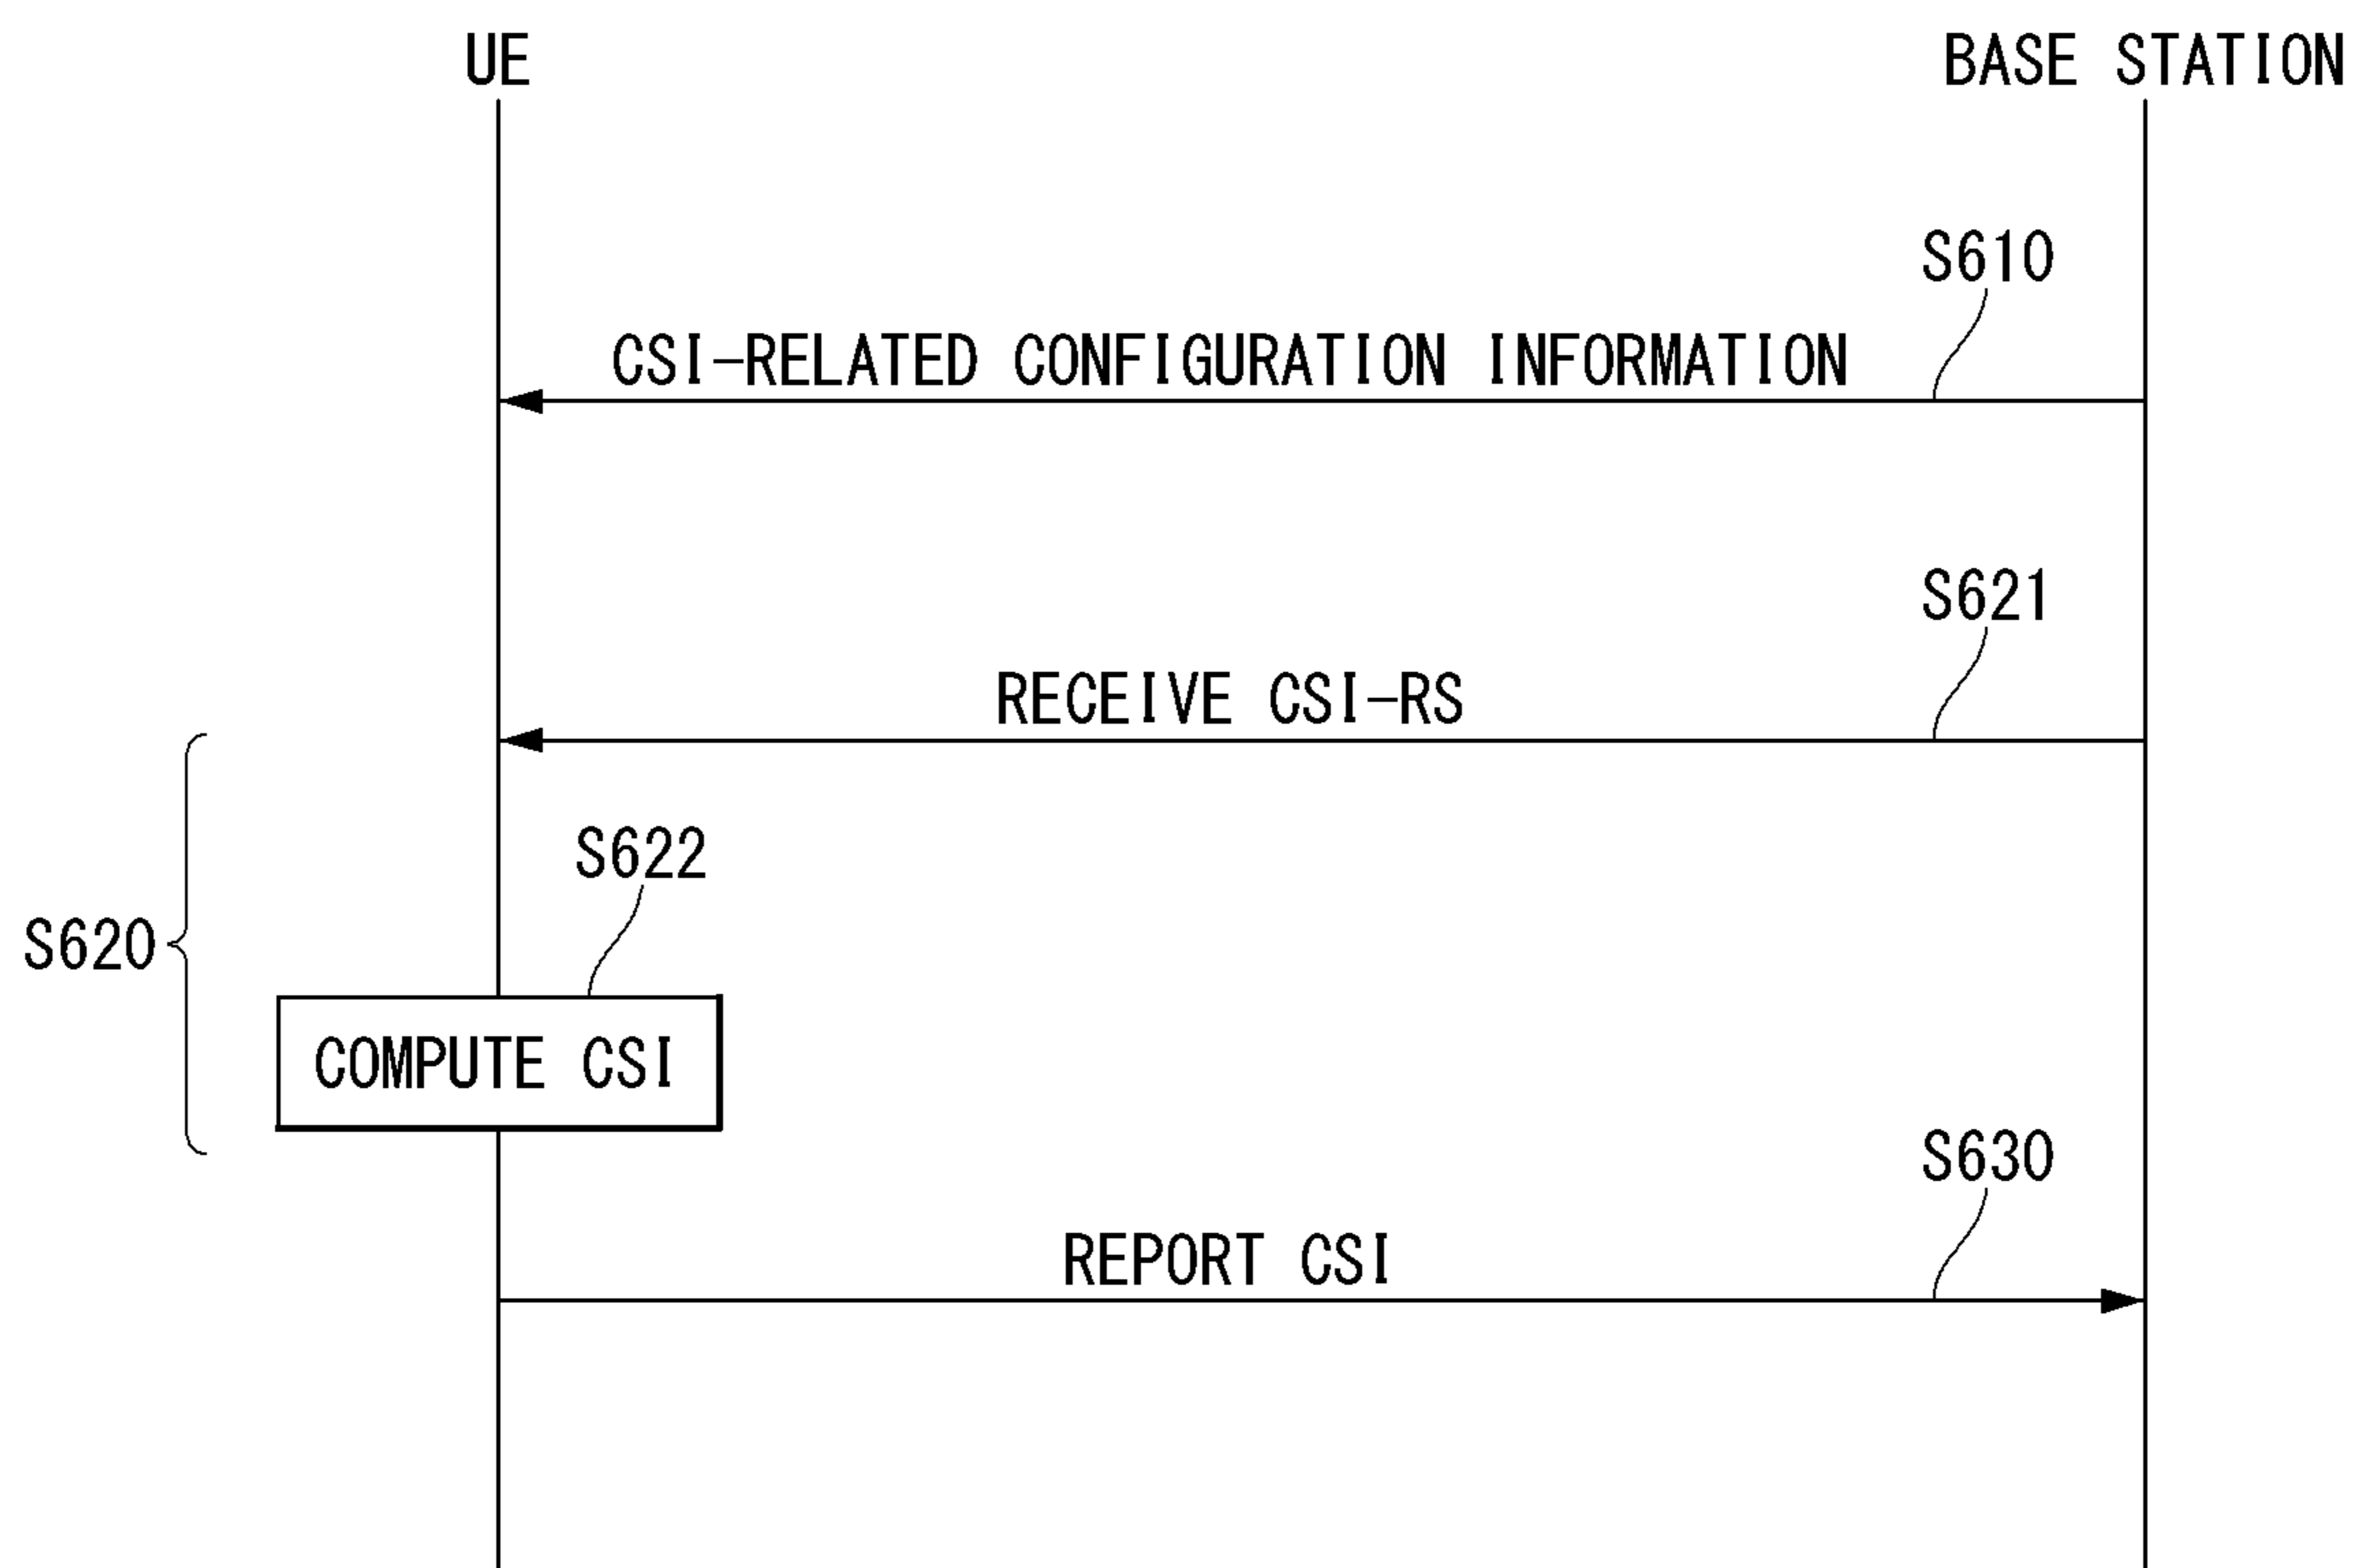 UE
BASE STATION
S610
CSI-RELATED CONFIGURATION INFORMATION
S621
RECEIVE CSI-RS
S622
S620
COMPUTE CSI
S630
REPORT CSI